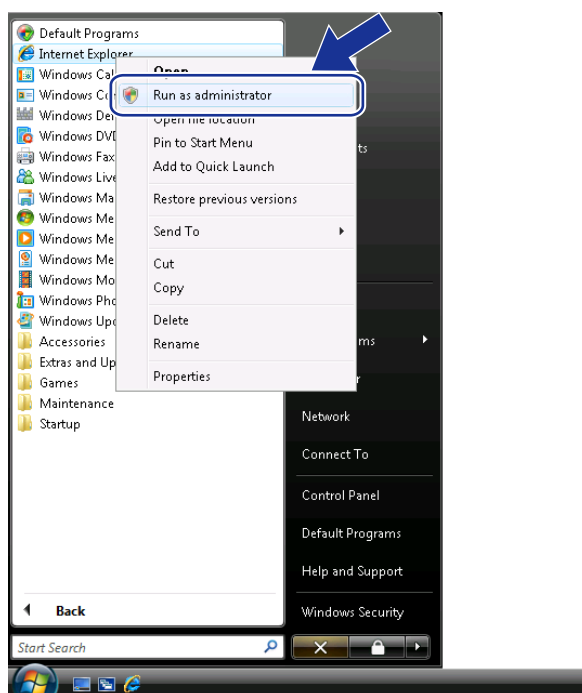 Default Programs
Internet Explorer
Windows Cal
Windows Co
Windows De
Windows DVD
Windows Fax
Windows Live
Windows Ma
Windows Me
Windows Me
Windows Me
Windows Mo
Windows Pho
Windows Upd
Accessories
Extras and Up
Games
Maintenance
Startup
Back
Start Search
Open
Run as administrator
Open file location
Pin to Start Menu
Add to Quick Launch
Restore previous versions
Send To
Cut
Copy
Delete
Rename
Properties
ts
ms
r
Network
Connect To
Control Panel
Default Programs
Help and Support
Windows Security